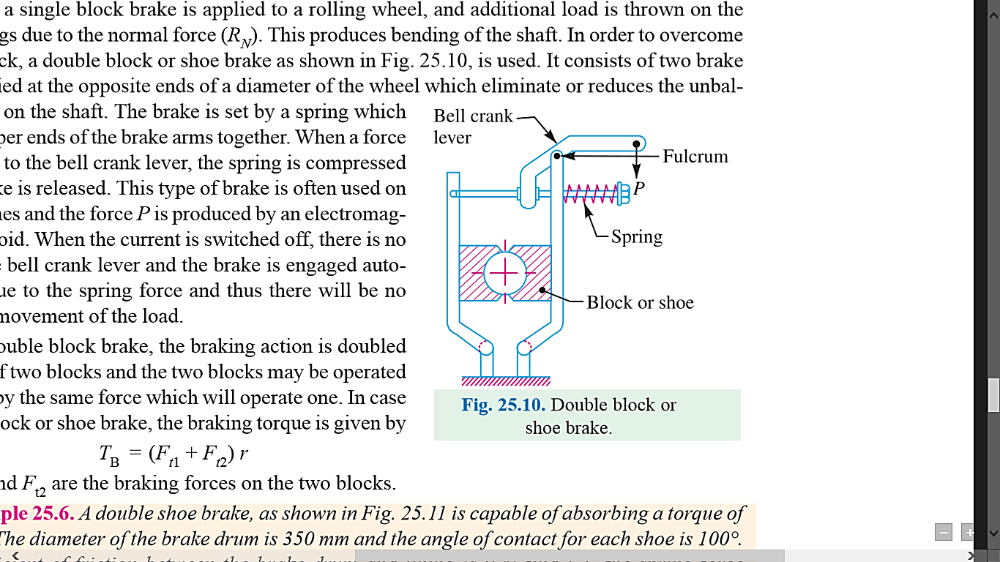 a single block brake is applied to a rolling wheel, and additional load is thrown on the
gs due to the normal force (R_N). This produces bending of the shaft. In order to overcome
ck, a double block or shoe brake as shown in Fig. 25.10, is used. It consists of two brake
ied at the opposite ends of a diameter of the wheel which eliminate or reduces the unbal-
on the shaft. The brake is set by a spring which
per ends of the brake arms together. When a force
to the bell crank lever, the spring is compressed
ke is released. This type of brake is often used on
nes and the force P is produced by an electromag-
oid. When the current is switched off, there is no
e bell crank lever and the brake is engaged auto-
ue to the spring force and thus there will be no
movement of the load.
ouble block brake, the braking action is doubled
f two blocks and the two blocks may be operated
by the same force which will operate one. In case
ock or shoe brake, the braking torque is given by
T_B = (F_t1 + F_t2) r
nd F_t2 are the braking forces on the two blocks.
Bell crank
lever
Fulcrum
P
Spring
Block or shoe
Fig. 25.10. Double block or
shoe brake.
ple 25.6. A double shoe brake, as shown in Fig. 25.11 is capable of absorbing a torque of
The diameter of the brake drum is 350 mm and the angle of contact for each shoe is 100°.